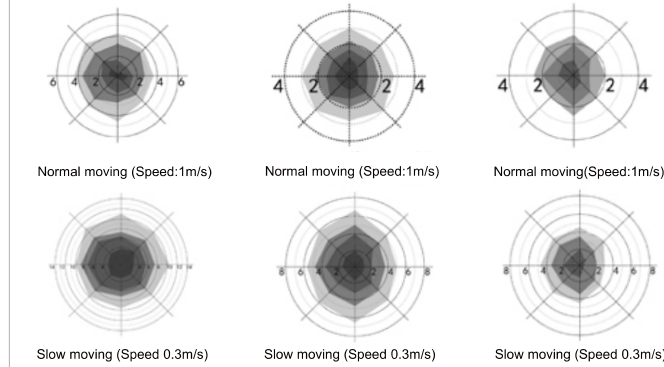 6 4 2 2 4 6
4 2 2 4
4 2 2 4
Normal moving (Speed:1m/s)
Normal moving (Speed:1m/s)
Normal moving(Speed:1m/s)
8 6 4 2 2 4 6 8
8 6 4 2 2 4 6 8
Slow moving (Speed 0.3m/s)
Slow moving (Speed 0.3m/s)
Slow moving (Speed 0.3m/s)